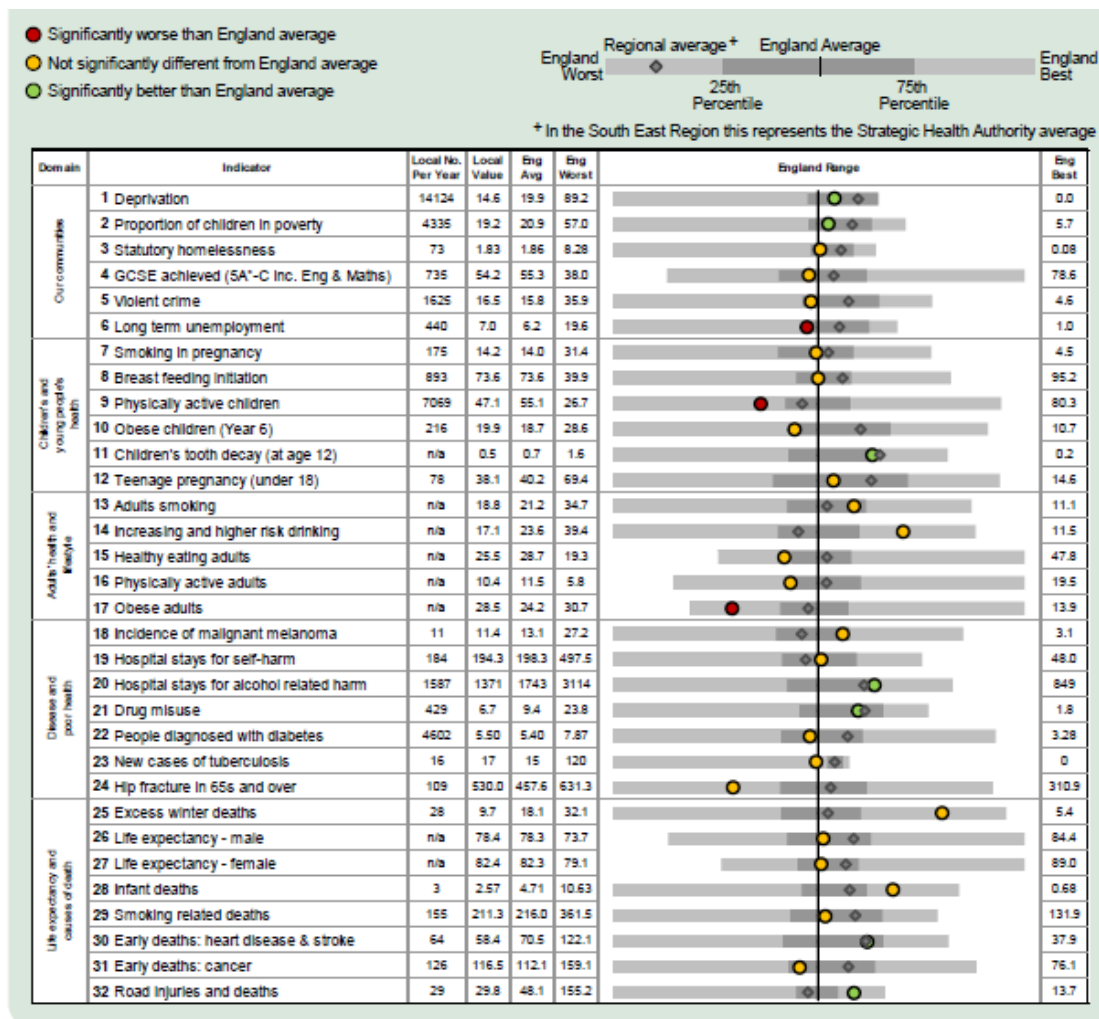 Significantly worse than England average
Not significantly different from England average
Significantly better than England average
Regional average + England Average
England Worst
England Best
25th Percentile
75th Percentile
+ In the South East Region this represents the Strategic Health Authority average
Domain Indicator Local No. Per Year Local Value Eng Avg Eng Worst England Range Eng Best
Our communities
1 Deprivation 14124 14.6 19.9 89.2 0.0
2 Proportion of children in poverty 4335 19.2 20.9 57.0 5.7
3 Statutory homelessness 73 1.83 1.86 8.28 0.08
4 GCSE achieved (5A*-C inc. Eng & Maths) 735 54.2 55.3 38.0 78.6
5 Violent crime 1625 16.5 15.8 35.9 4.6
6 Long term unemployment 440 7.0 6.2 19.6 1.0
Children's and young people's health
7 Smoking in pregnancy 175 14.2 14.0 31.4 4.5
8 Breast feeding initiation 893 73.6 73.6 39.9 95.2
9 Physically active children 7069 47.1 55.1 26.7 80.3
10 Obese children (Year 6) 216 19.9 18.7 28.6 10.7
11 Children's tooth decay (at age 12) n/a 0.5 0.7 1.6 0.2
12 Teenage pregnancy (under 18) 78 38.1 40.2 69.4 14.6
Adults' health and lifestyle
13 Adults smoking n/a 18.8 21.2 34.7 11.1
14 Increasing and higher risk drinking n/a 17.1 23.6 39.4 11.5
15 Healthy eating adults n/a 25.5 28.7 19.3 47.8
16 Physically active adults n/a 10.4 11.5 5.8 19.5
17 Obese adults n/a 28.5 24.2 30.7 13.9
Disease and poor health
18 Incidence of malignant melanoma 11 11.4 13.1 27.2 3.1
19 Hospital stays for self-harm 184 194.3 198.3 497.5 48.0
20 Hospital stays for alcohol related harm 1587 1371 1743 3114 849
21 Drug misuse 429 6.7 9.4 23.8 1.8
22 People diagnosed with diabetes 4602 5.50 5.40 7.87 3.28
23 New cases of tuberculosis 16 17 15 120 0
24 Hip fracture in 65s and over 109 530.0 457.6 631.3 310.9
Life expectancy and causes of death
25 Excess winter deaths 28 9.7 18.1 32.1 5.4
26 Life expectancy - male n/a 78.4 78.3 73.7 84.4
27 Life expectancy - female n/a 82.4 82.3 79.1 89.0
28 Infant deaths 3 2.57 4.71 10.63 0.68
29 Smoking related deaths 155 211.3 216.0 361.5 131.9
30 Early deaths: heart disease & stroke 64 58.4 70.5 122.1 37.9
31 Early deaths: cancer 126 116.5 112.1 159.1 76.1
32 Road injuries and deaths 29 29.8 48.1 155.2 13.7